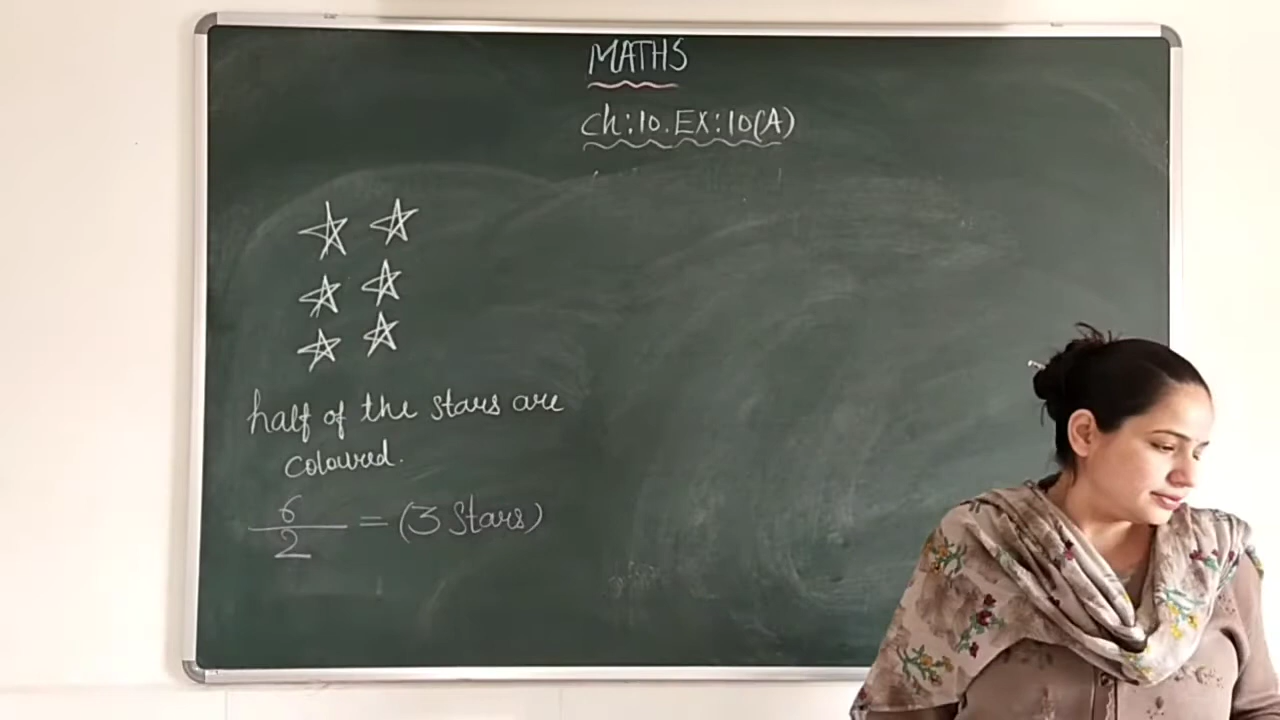 MATHS
Ch:10.EX:10(A)
half of the stars are
coloured.
6
2
= (3 Stars)